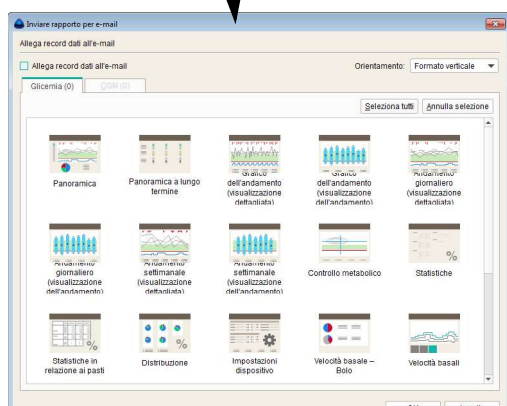 Inviare rapporto per e-mail
Allega record dati all'e-mail
Allega record dati all'e-mail
Orientamento: Formato verticale
Glicemia (0) CGM (0)
Seleziona tutti Annulla selezione
Panoramica
Panoramica a lungo
termine
Grafico
dell'andamento
(visualizzazione
dettagliata)
Grafico
dell'andamento
(visualizzazione
dell'andamento)
Andamento
giornaliero
(visualizzazione
dettagliata)
Andamento
giornaliero
(visualizzazione
dell'andamento)
Andamento
settimanale
(visualizzazione
dettagliata)
Andamento
settimanale
(visualizzazione
dell'andamento)
Controllo metabolico
Statistiche
Statistiche in
relazione ai pasti
Distribuzione
Impostazioni
dispositivo
Velocità basale –
Bolo
Velocità basali